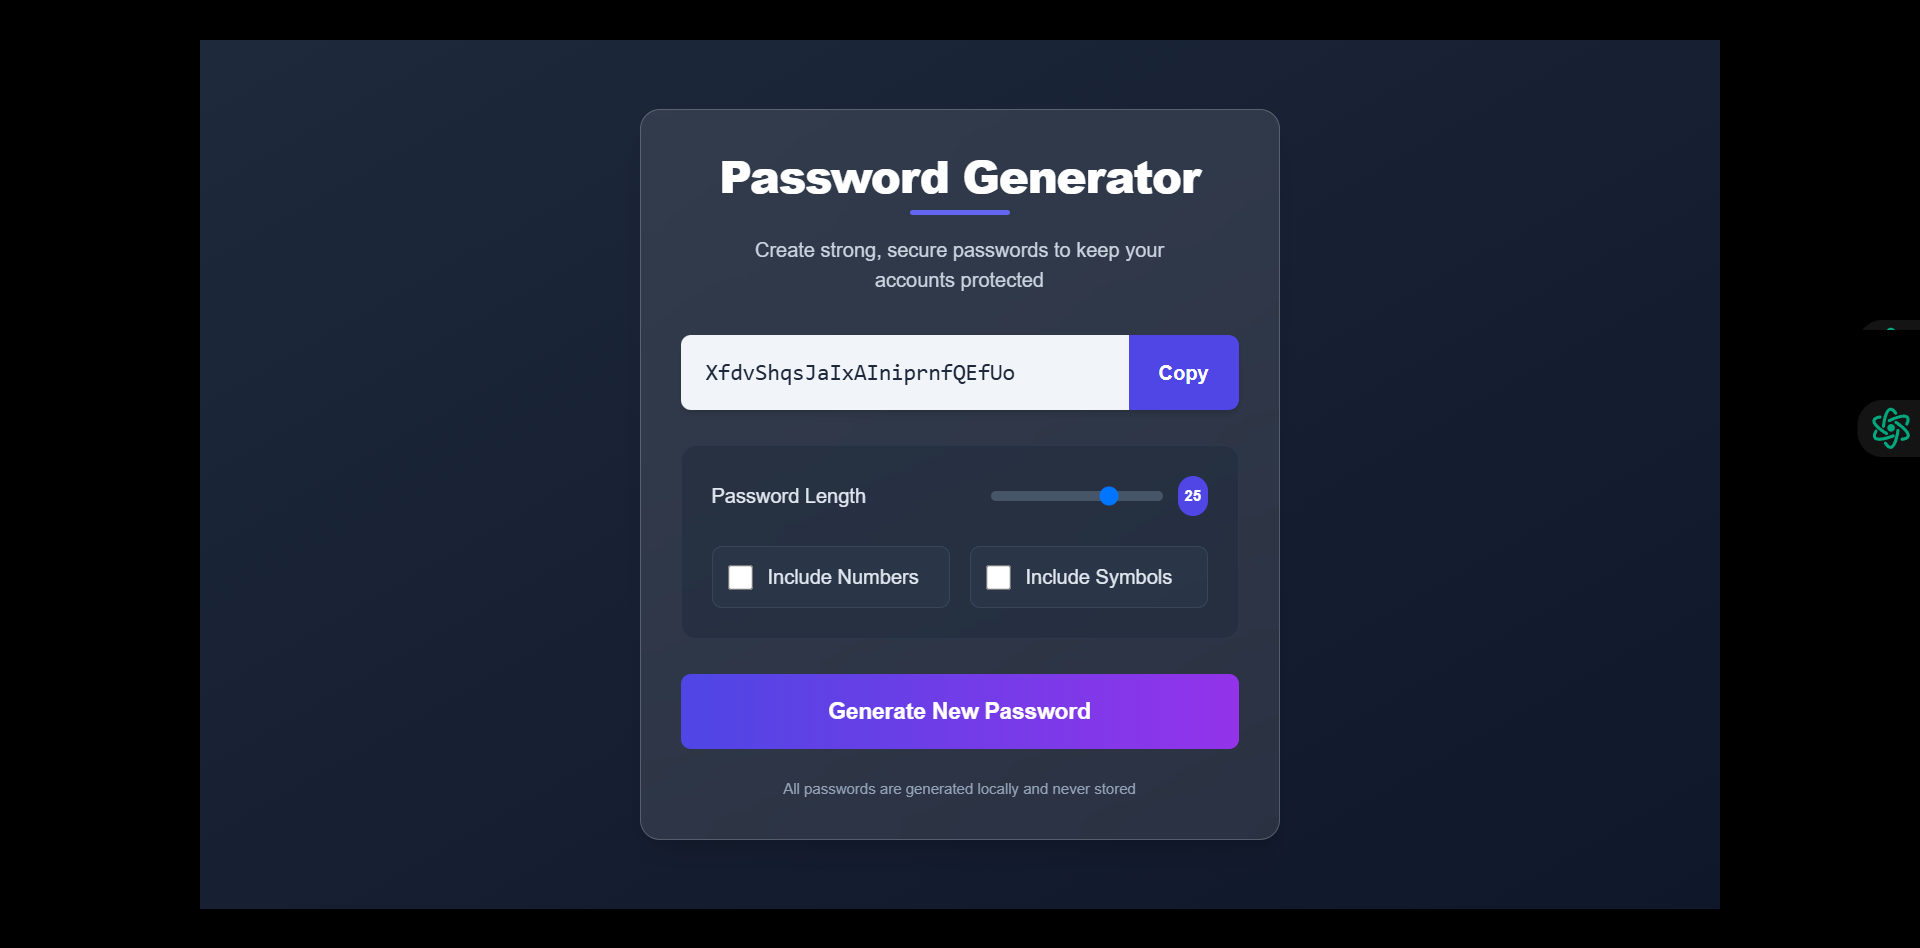 Password Generator
Create strong, secure passwords to keep your
accounts protected
XfdvShqsJaIxAIniprnfQEfUo
Copy
Password Length
25
Include Numbers
Include Symbols
Generate New Password
All passwords are generated locally and never stored